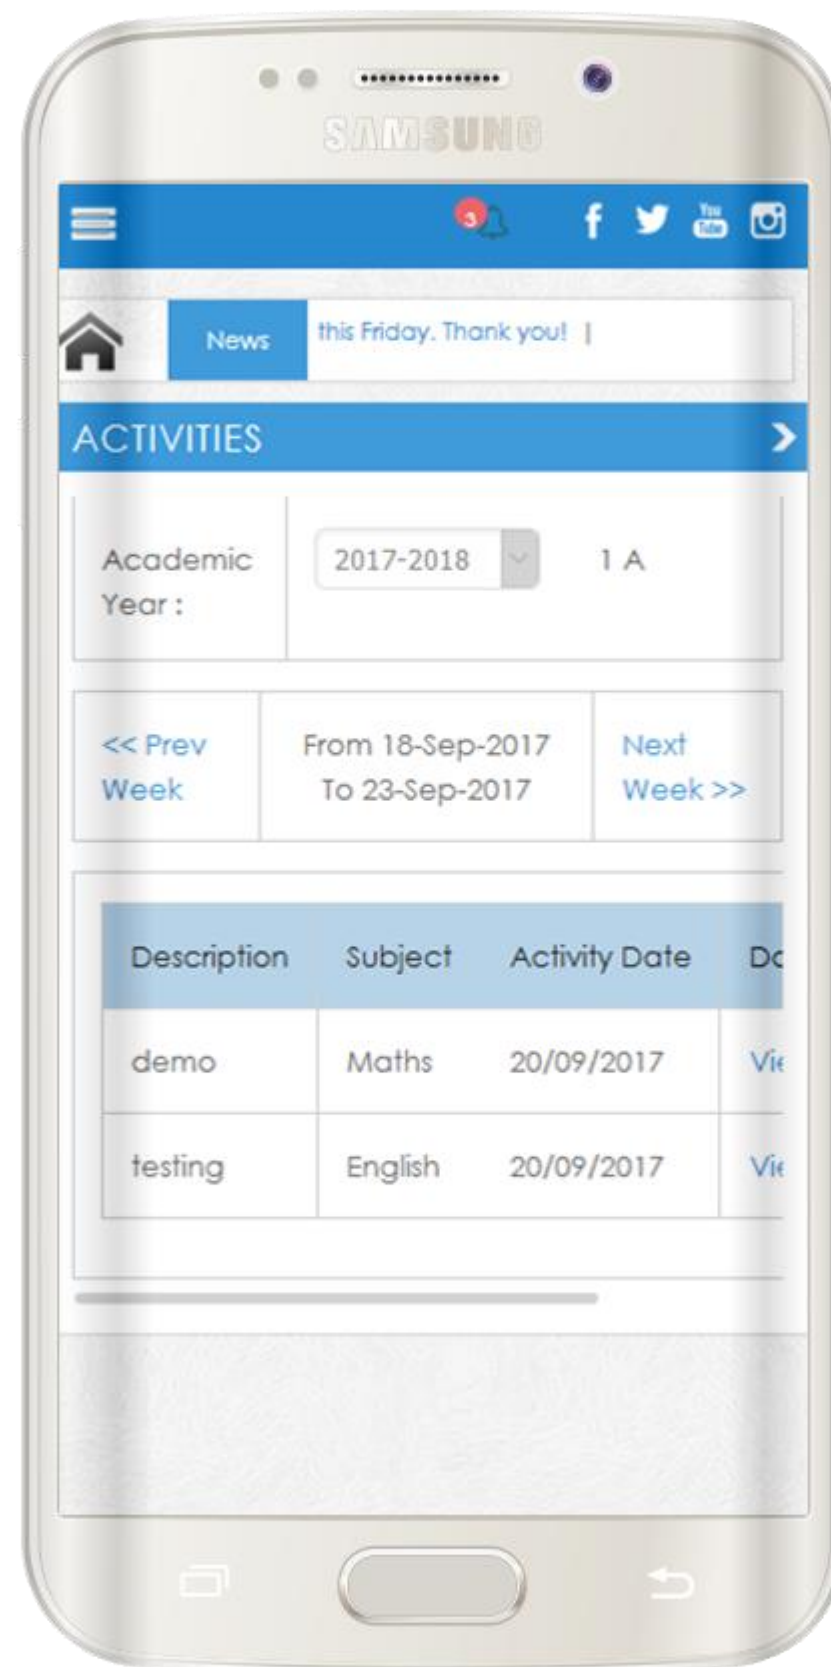 SAMSUNG
3
f You Tube
News this Friday. Thank you! |
ACTIVITIES
Academic Year :
2017-2018 1 A
<< Prev Week
From 18-Sep-2017
To 23-Sep-2017
Next Week >>
Description Subject Activity Date
demo Maths 20/09/2017
testing English 20/09/2017